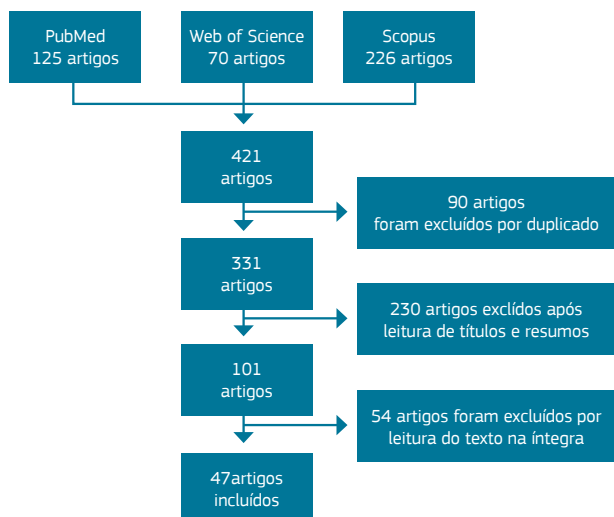 PubMed
125 artigos
Web of Science
70 artigos
Scopus
226 artigos
421
artigos
90 artigos
foram excluídos por duplicado
331
artigos
230 artigos exclídos após
leitura de títulos e resumos
101
artigos
54 artigos foram excluídos por
leitura do texto na íntegra
47artigos
incluídos